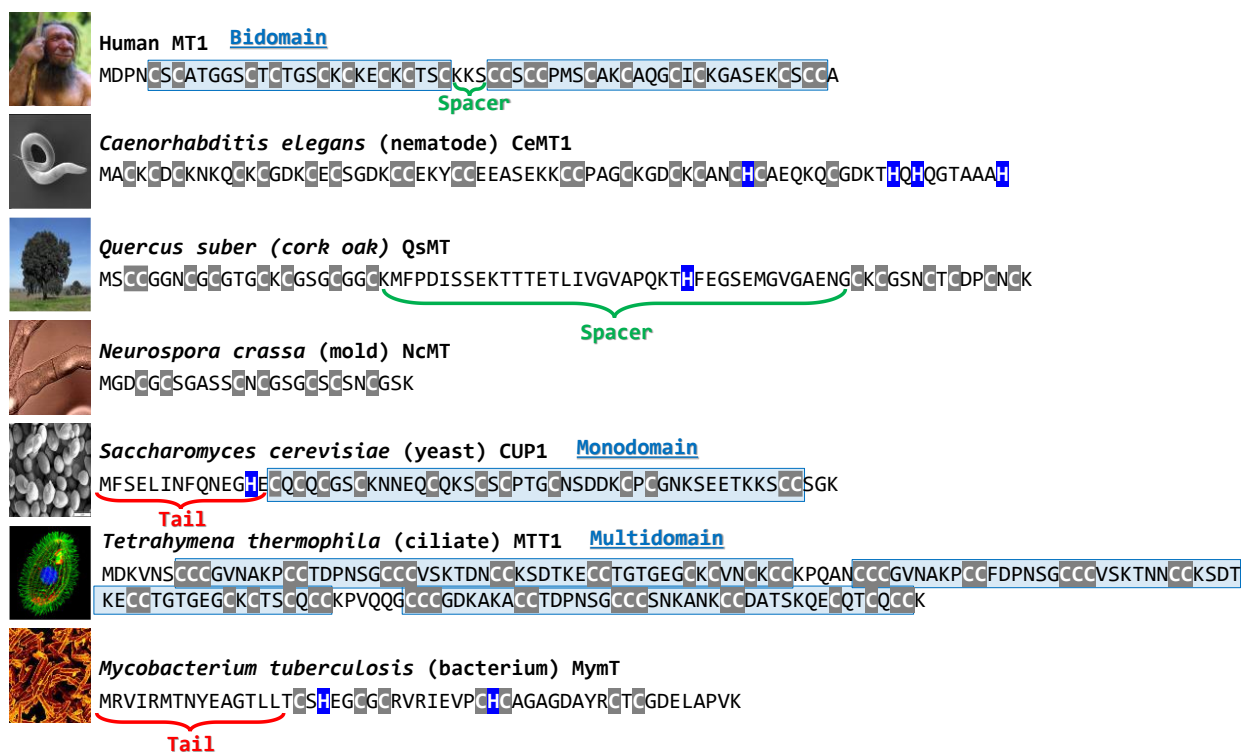 Human MT1 Bidomain
MDPNCSCATGGSCTCTGSCKCKECKCTSCKKSCCSCCPMSCAKCAQGCICKGASEKCSCCA
Spacer
Caenorhabditis elegans (nematode) CeMT1
MACKCDCKNKQCKCGDKCECSGDKCCEKYCCEEASEKKCCPAGCKGDCKCANCHCAEQKQCGDKTHQHQGTAAAH
Quercus suber (cork oak) QsMT
MSCCGGNCGCGTGCKCGSGCGGCKMFPDISSEKTTTETLIVGVAPQKTHFEGSEMGVGAENGCKCGSNCTCDPCNCK
Spacer
Neurospora crassa (mold) NcMT
MGDCGCSGASSCNCGSGCSCSNCGSK
Saccharomyces cerevisiae (yeast) CUP1 Monodomain
MFSELINFQNEGHECQCQCGSCKNNEQCQKSCSCPTGCNSDDKCPCGNKSEETKKSCCSGK
Tail
Tetrahymena thermophila (ciliate) MTT1 Multidomain
MDKVNSCCCGVNAKPCCTDPNSGCCCVSKTDNCCKSDTKECCTGTGEGCKCVNCKCCKPQANCCCGVNAKPCCFDPNSGCCCVSKTNNCCKSDT
KECCTGTGEGCKCTSCQCCKPVQQGCCCGDKAKACCTDPNSGCCCSNKANKCCDATSKQECQTCQCCK
Mycobacterium tuberculosis (bacterium) MymT
MRVIRMTNYEAGTLLTCSHEGCGCRVRIEVPCHCAGAGDAYRCTCGDELAPVK
Tail